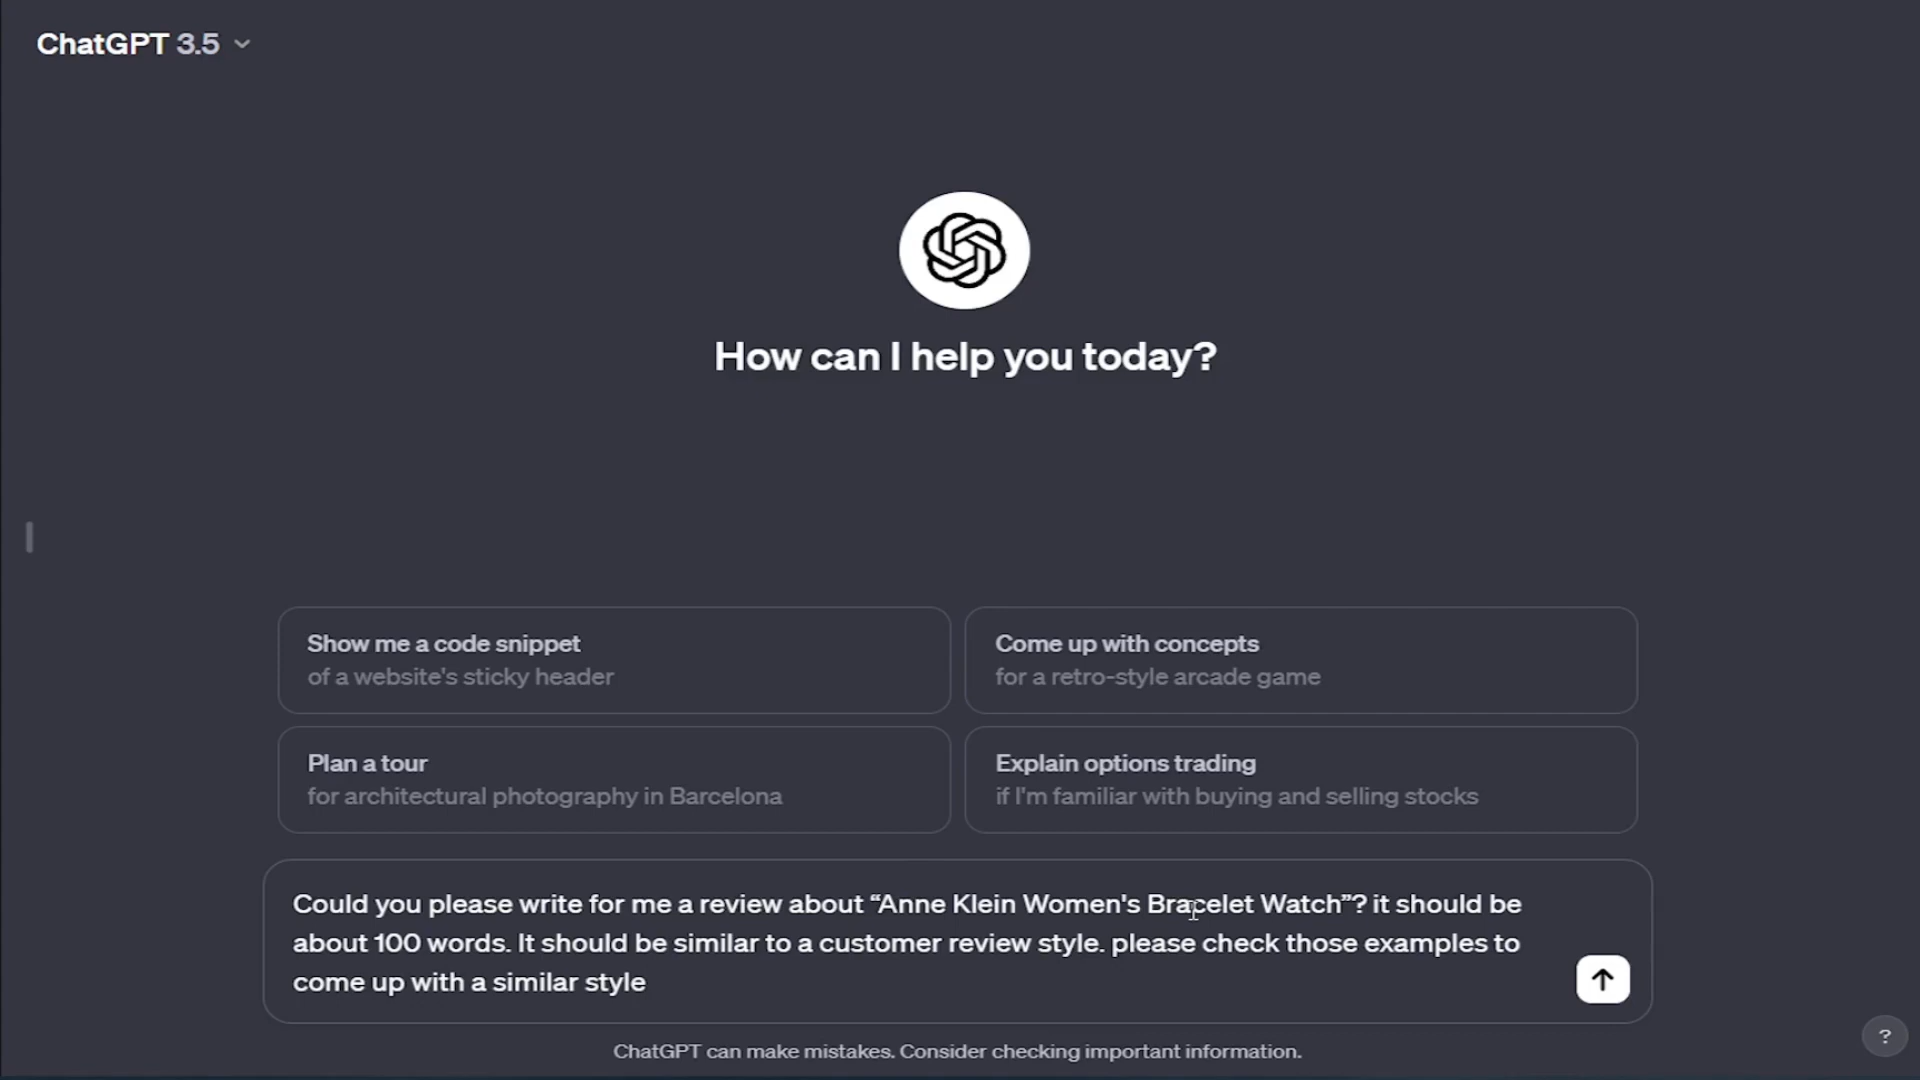 ChatGPT 3.5
How can I help you today?
Show me a code snippet
of a website's sticky header
Come up with concepts
for a retro-style arcade game
Plan a tour
for architectural photography in Barcelona
Explain options trading
if I'm familiar with buying and selling stocks
Could you please write for me a review about “Anne Klein Women's Bracelet Watch”? it should be
about 100 words. It should be similar to a customer review style. please check those examples to
come up with a similar style
ChatGPT can make mistakes. Consider checking important information.
?